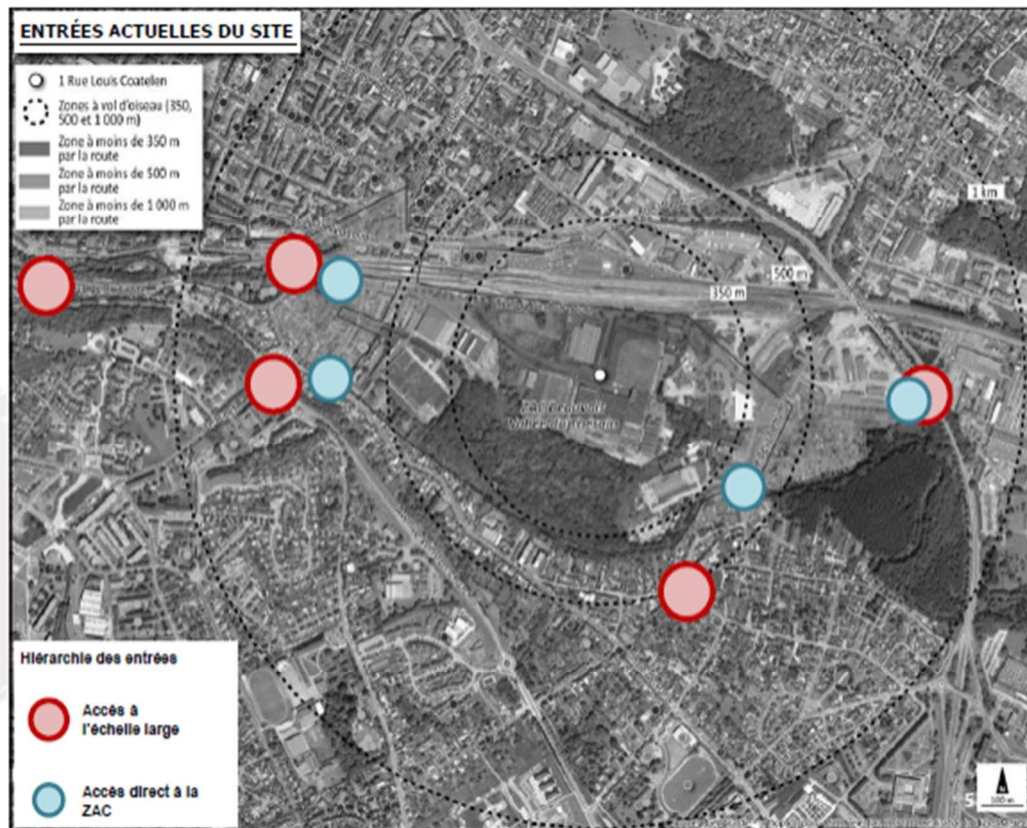 ENTRÉES ACTUELLES DU SITE
1 Rue Louis Coatelen
Zones à vol d'oiseau (350,
500 et 1 000 m)
Zone à moins de 350 m
par la route
Zone à moins de 500 m
par la route
Zone à moins de 1 000 m
par la route
1 km
500 m
350 m
ZAC Beauvais
Hiérarchie des entrées
Accès à
l'échelle large
Accès direct à la
ZAC
N
100 m